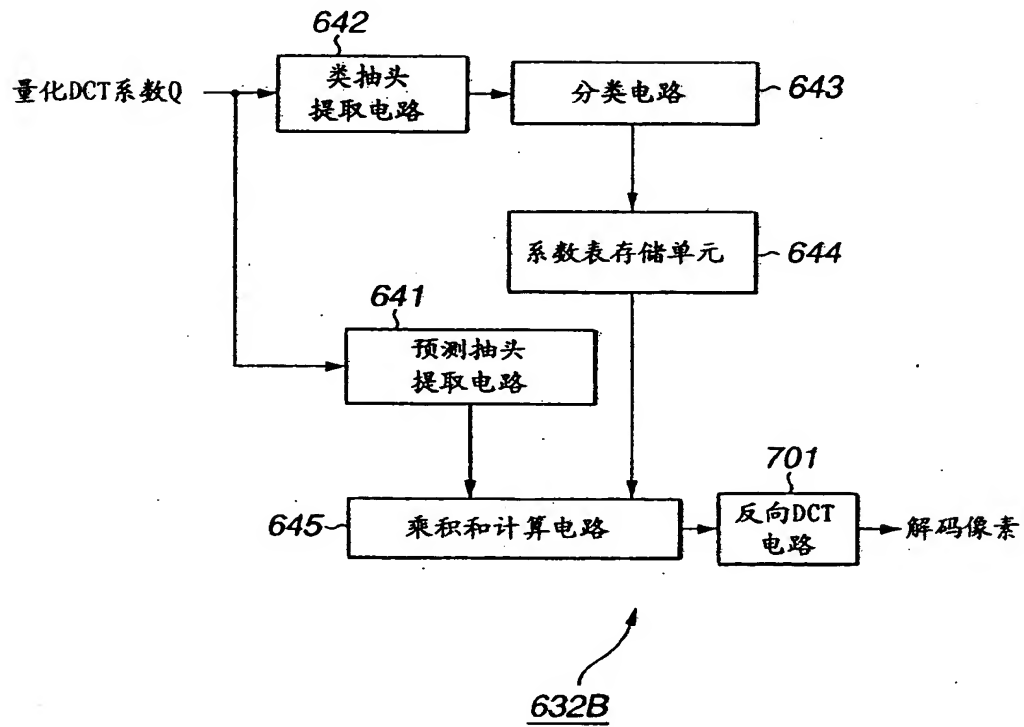 642
量化DCT系数Q
类抽头
提取电路
分类电路
643
系数表存储单元
644
641
预测抽头
提取电路
701
645
乘积和计算电路
反向DCT
电路
解码像素
632B